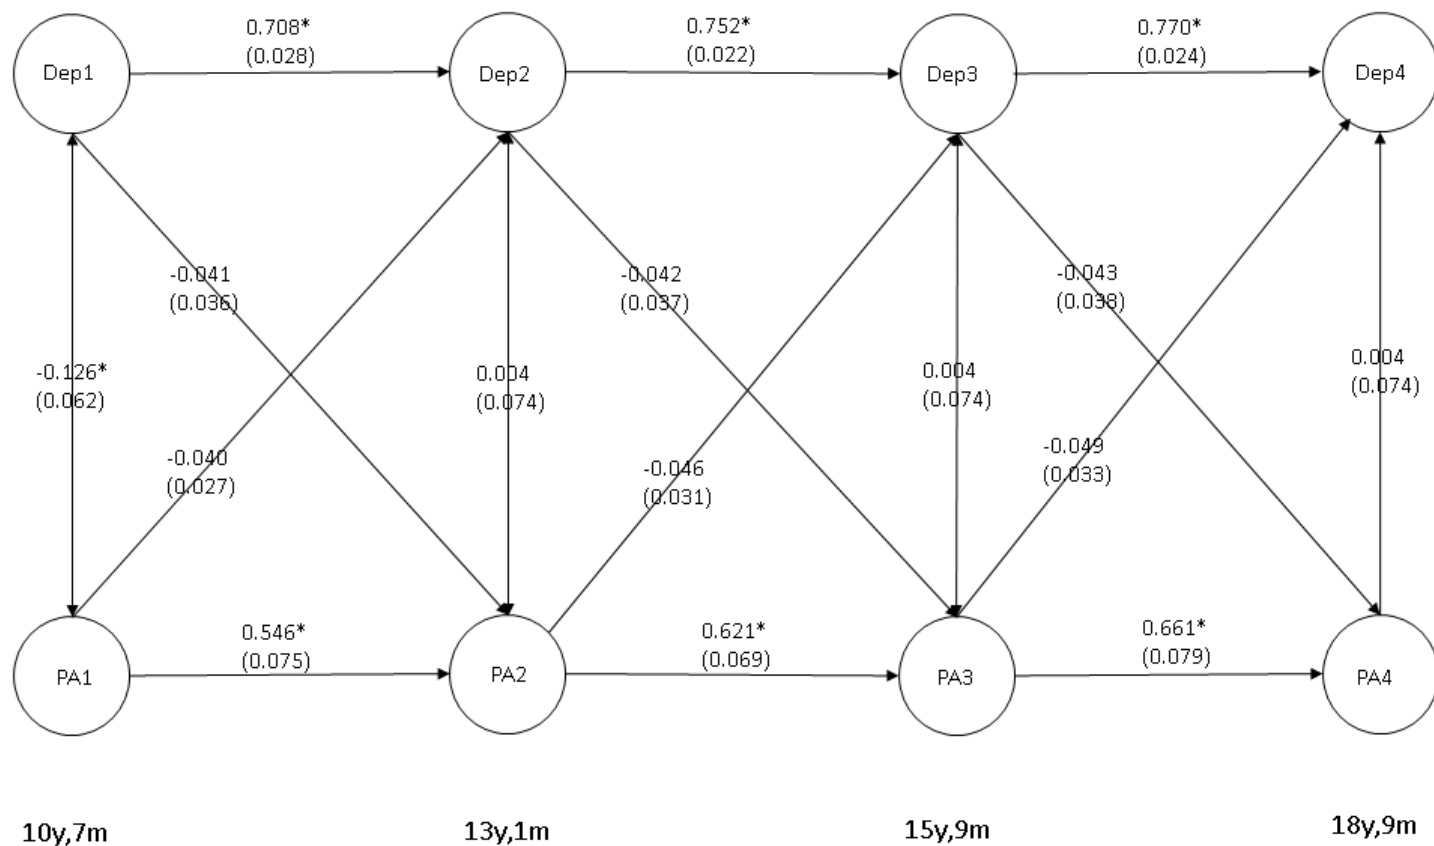 0.708*
(0.028)
0.752*
(0.022)
0.770*
(0.024)
Dep1
Dep2
Dep3
Dep4
-0.041
(0.036)
-0.042
(0.037)
-0.043
(0.038)
-0.126*
(0.062)
0.004
(0.074)
0.004
(0.074)
0.004
(0.074)
-0.040
(0.027)
-0.046
(0.031)
-0.049
(0.033)
0.546*
(0.075)
0.621*
(0.069)
0.661*
(0.079)
PA1
PA2
PA3
PA4
10y,7m
13y,1m
15y,9m
18y,9m